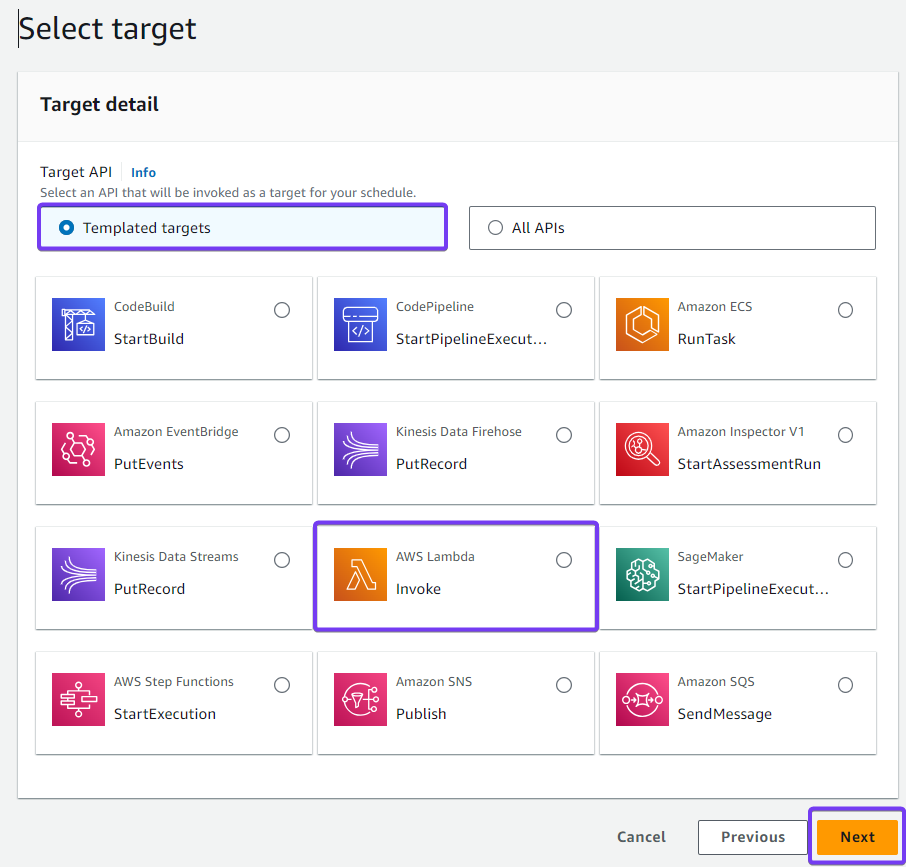 Select target
Target detail
Target API Info
Select an API that will be invoked as a target for your schedule.
Templated targets
All APIs
CodeBuild
StartBuild
CodePipeline
StartPipelineExecut...
Amazon ECS
RunTask
Amazon EventBridge
PutEvents
Kinesis Data Firehose
PutRecord
Amazon Inspector V1
StartAssessmentRun
Kinesis Data Streams
PutRecord
AWS Lambda
Invoke
SageMaker
StartPipelineExecut...
AWS Step Functions
StartExecution
Amazon SNS
Publish
Amazon SQS
SendMessage
Cancel
Previous
Next